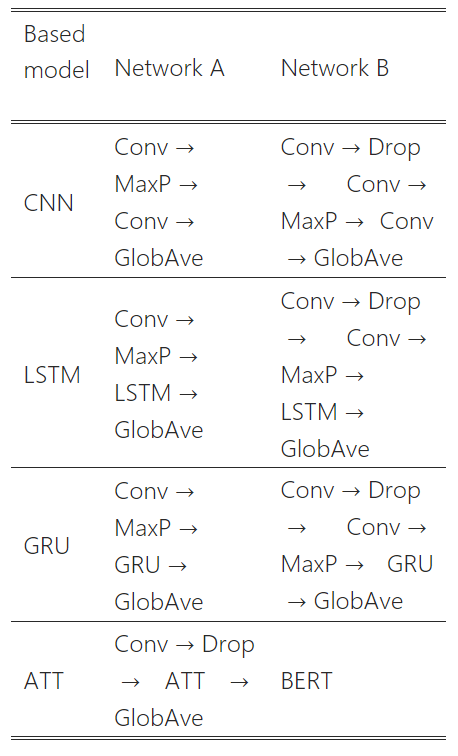 Based
model Network A Network B
CNN
Conv →
MaxP →
Conv →
GlobAve
Conv → Drop
→ Conv →
MaxP → Conv
→ GlobAve
LSTM
Conv →
MaxP →
LSTM →
GlobAve
Conv → Drop
→ Conv →
MaxP →
LSTM →
GlobAve
GRU
Conv →
MaxP →
GRU →
GlobAve
Conv → Drop
→ Conv →
MaxP → GRU
→ GlobAve
ATT
Conv → Drop
→ ATT →
GlobAve
BERT